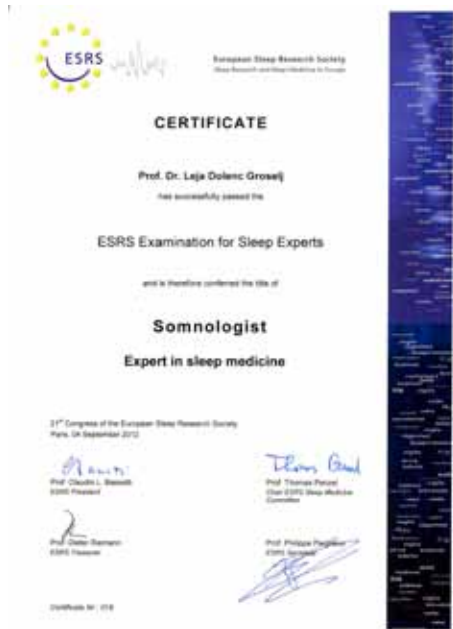 ESRS
European Sleep Research Society
Sleep Research and Sleep Medicine in Europe
CERTIFICATE
Prof. Dr. Leja Dolenc Groselj
has successfully passed the
ESRS Examination for Sleep Experts
and is therefore conferred the title of
Somnologist
Expert in sleep medicine
21st Congress of the European Sleep Research Society
Paris, 04 September 2012
Prof. Claudio L. Bassetti
ESRS President
Prof. Thomas Penzel
Chair ESRS Sleep Medicine
Committee
Prof. Dieter Riemann
ESRS Treasurer
Prof. Philippe
ESRS Secretary
Certificate Nr.: 018